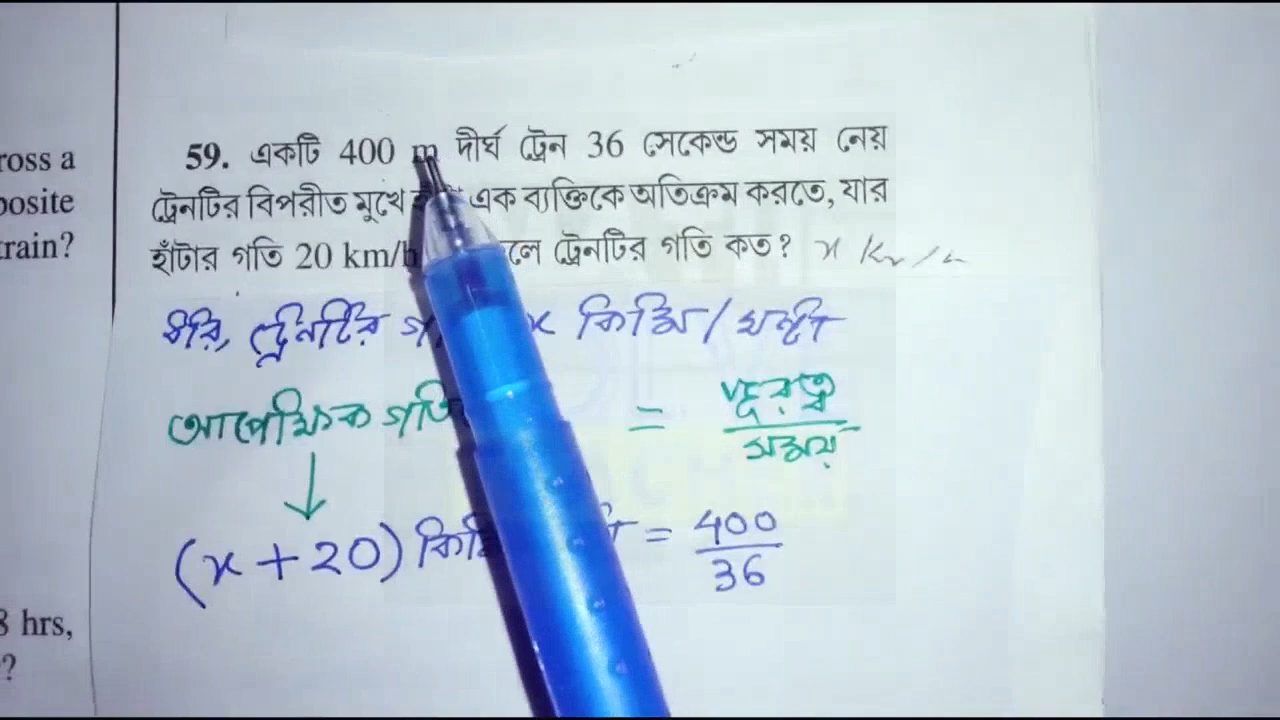 ross a
posite
rain?
59. একটি 400 m দীর্ঘ ট্রেন 36 সেকেন্ড সময় নেয়
ট্রেনটির বিপরীত মুখে এক ব্যক্তিকে অতিক্রম করতে, যার
হাঁটার গতি 20 km/h লে ট্রেনটির গতি কত? x km/h
ধরি, ট্রেনটির গ x কিমি/ঘন্টা
আপেক্ষিক গতি = দূরত্ব/সময়
(x+20) কিমি = 400/36
8 hrs,
?